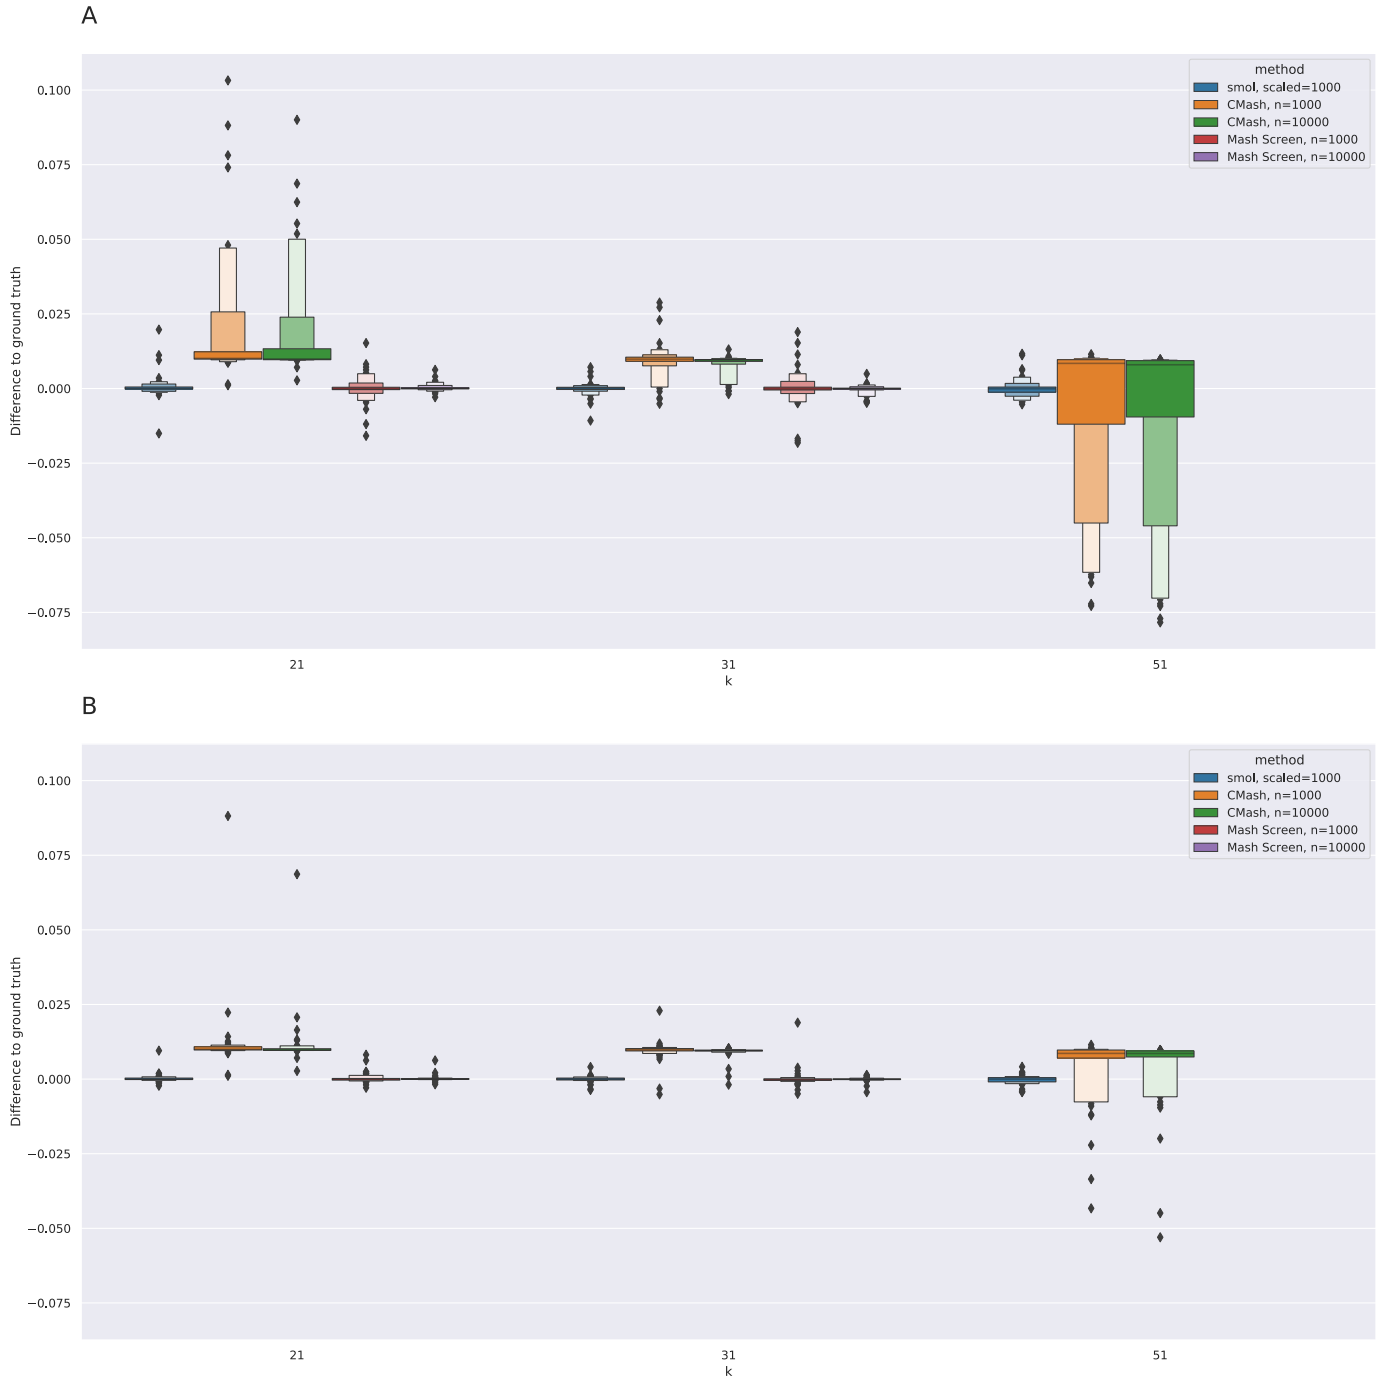 A
0.100
0.075
0.050
0.025
0.000
−0.025
−0.050
−0.075
Difference to ground truth
method
smol, scaled=1000
CMash, n=1000
CMash, n=10000
Mash Screen, n=1000
Mash Screen, n=10000
21
31
51
k
B
0.100
0.075
0.050
0.025
0.000
−0.025
−0.050
−0.075
Difference to ground truth
method
smol, scaled=1000
CMash, n=1000
CMash, n=10000
Mash Screen, n=1000
Mash Screen, n=10000
21
31
51
k